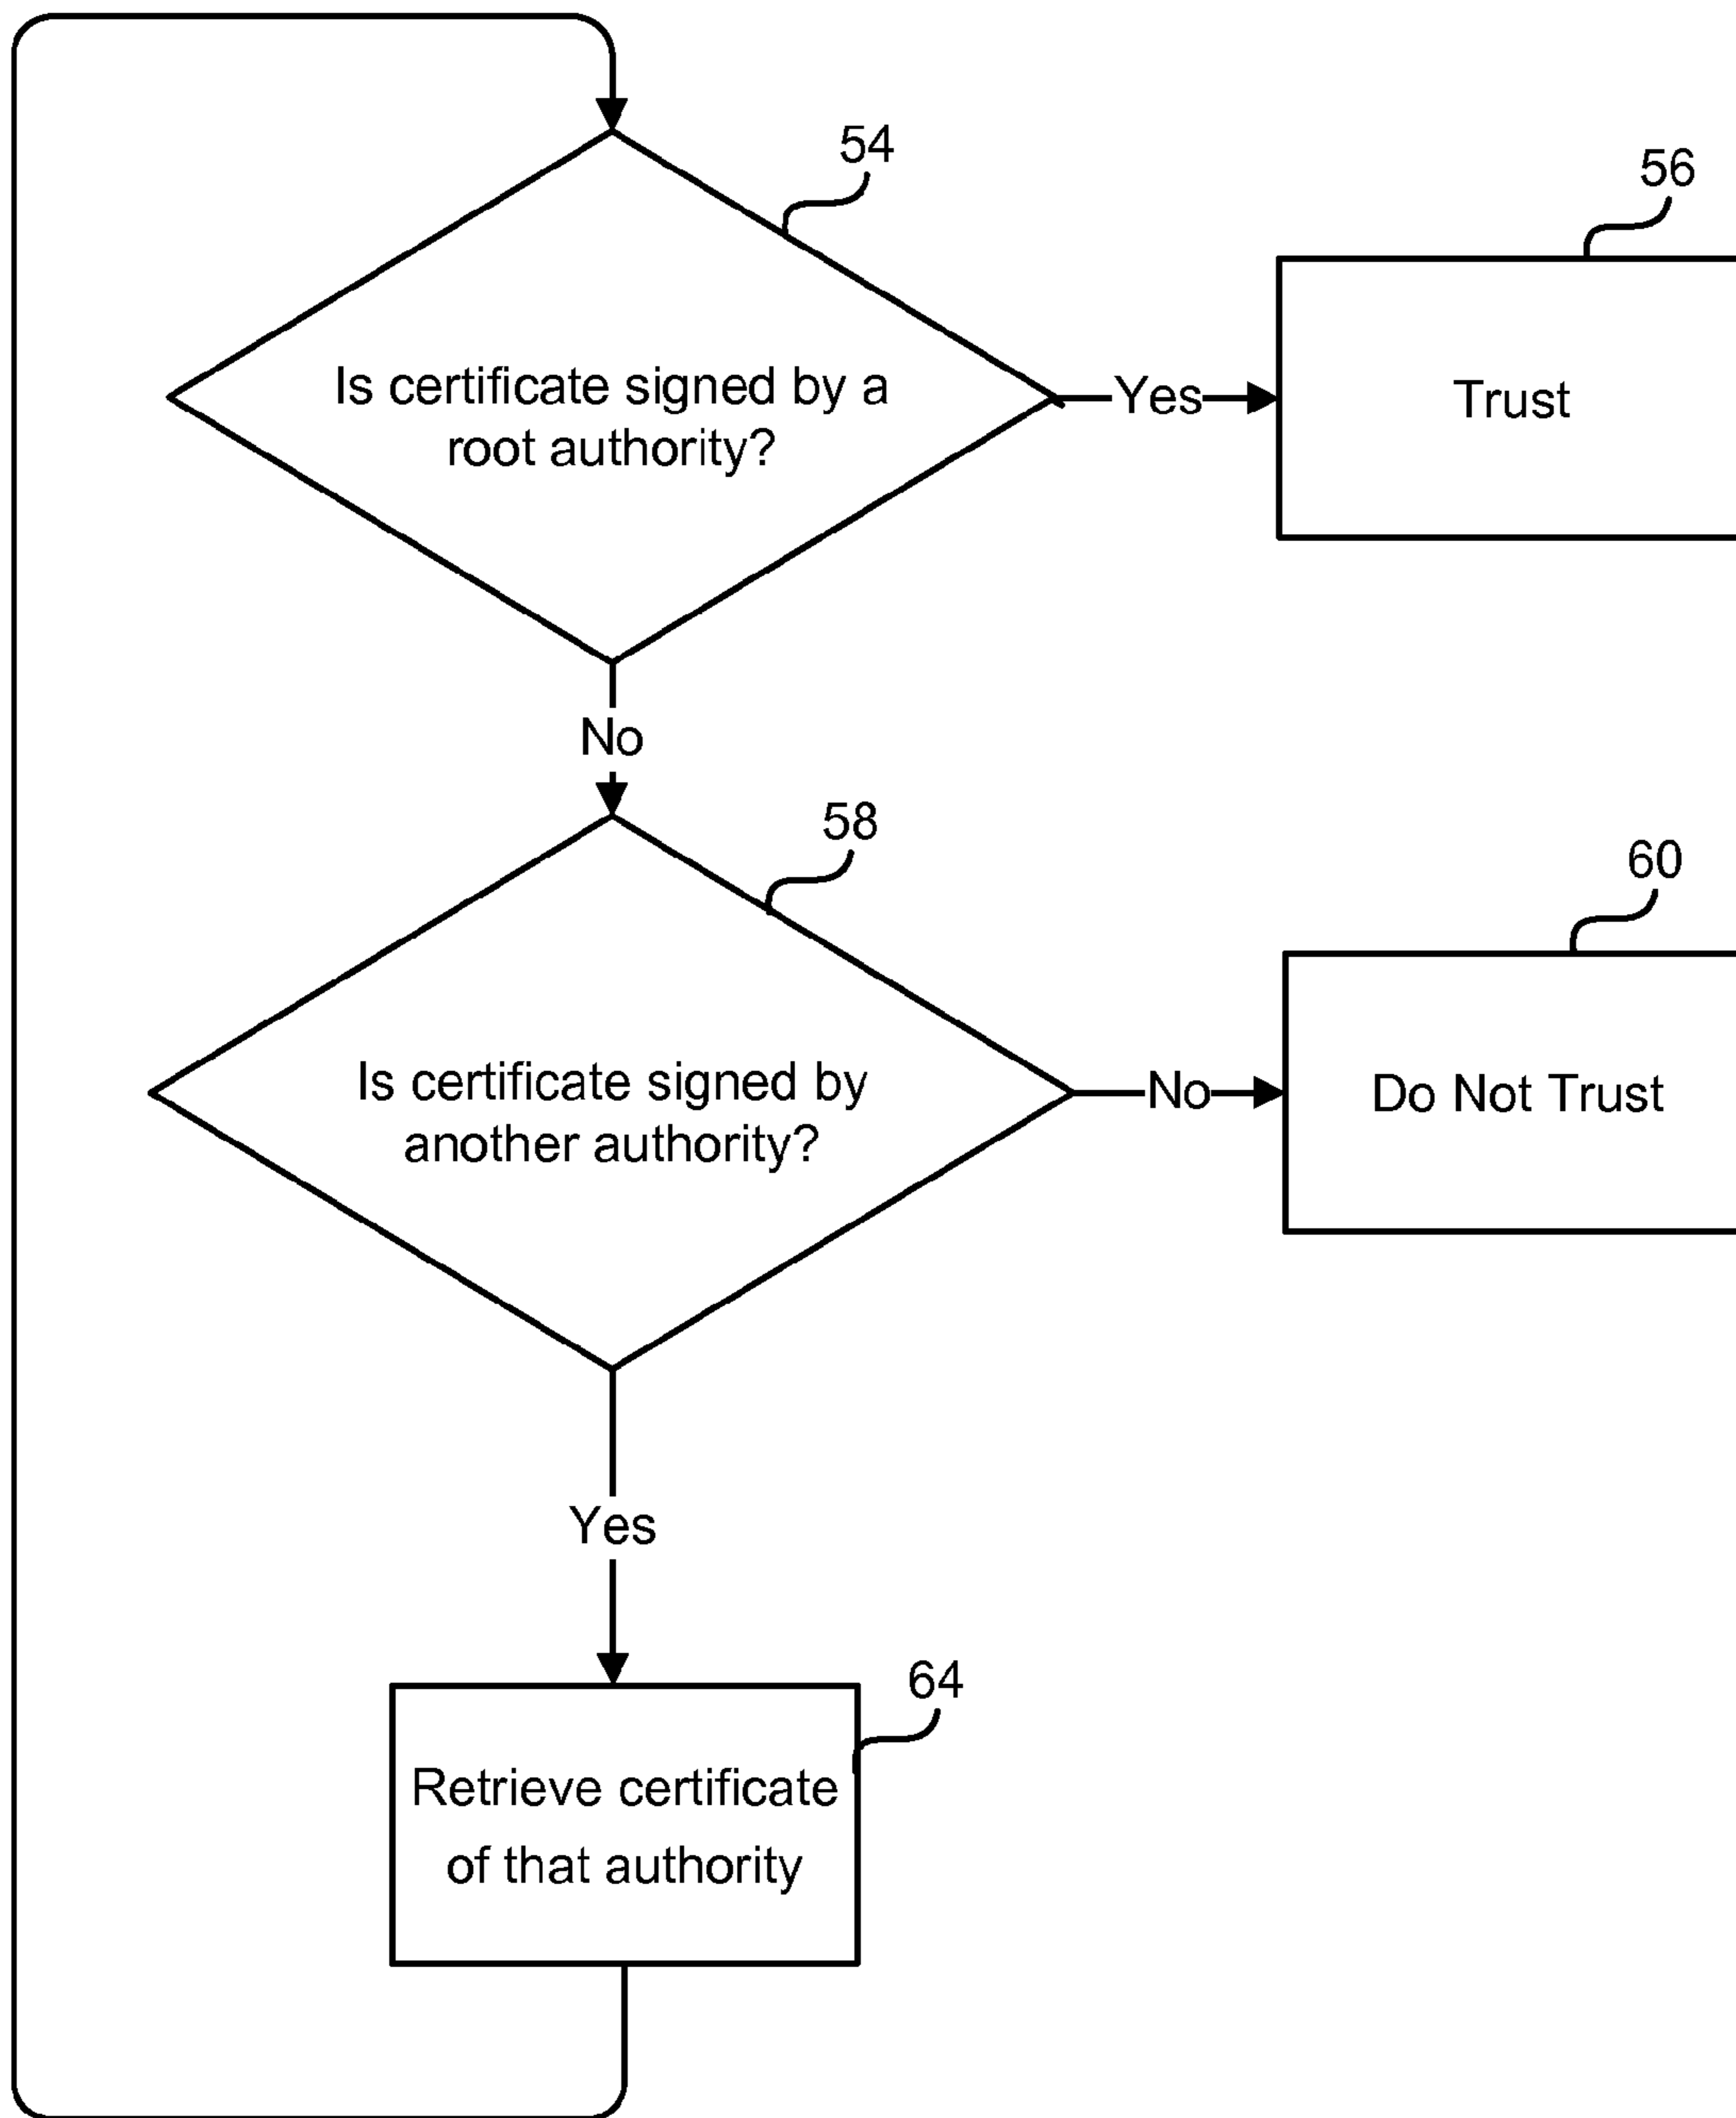 54
56
Is certificate signed by a
root authority?
Yes
Trust
No
58
60
Is certificate signed by
another authority?
No
Do Not Trust
Yes
64
Retrieve certificate
of that authority